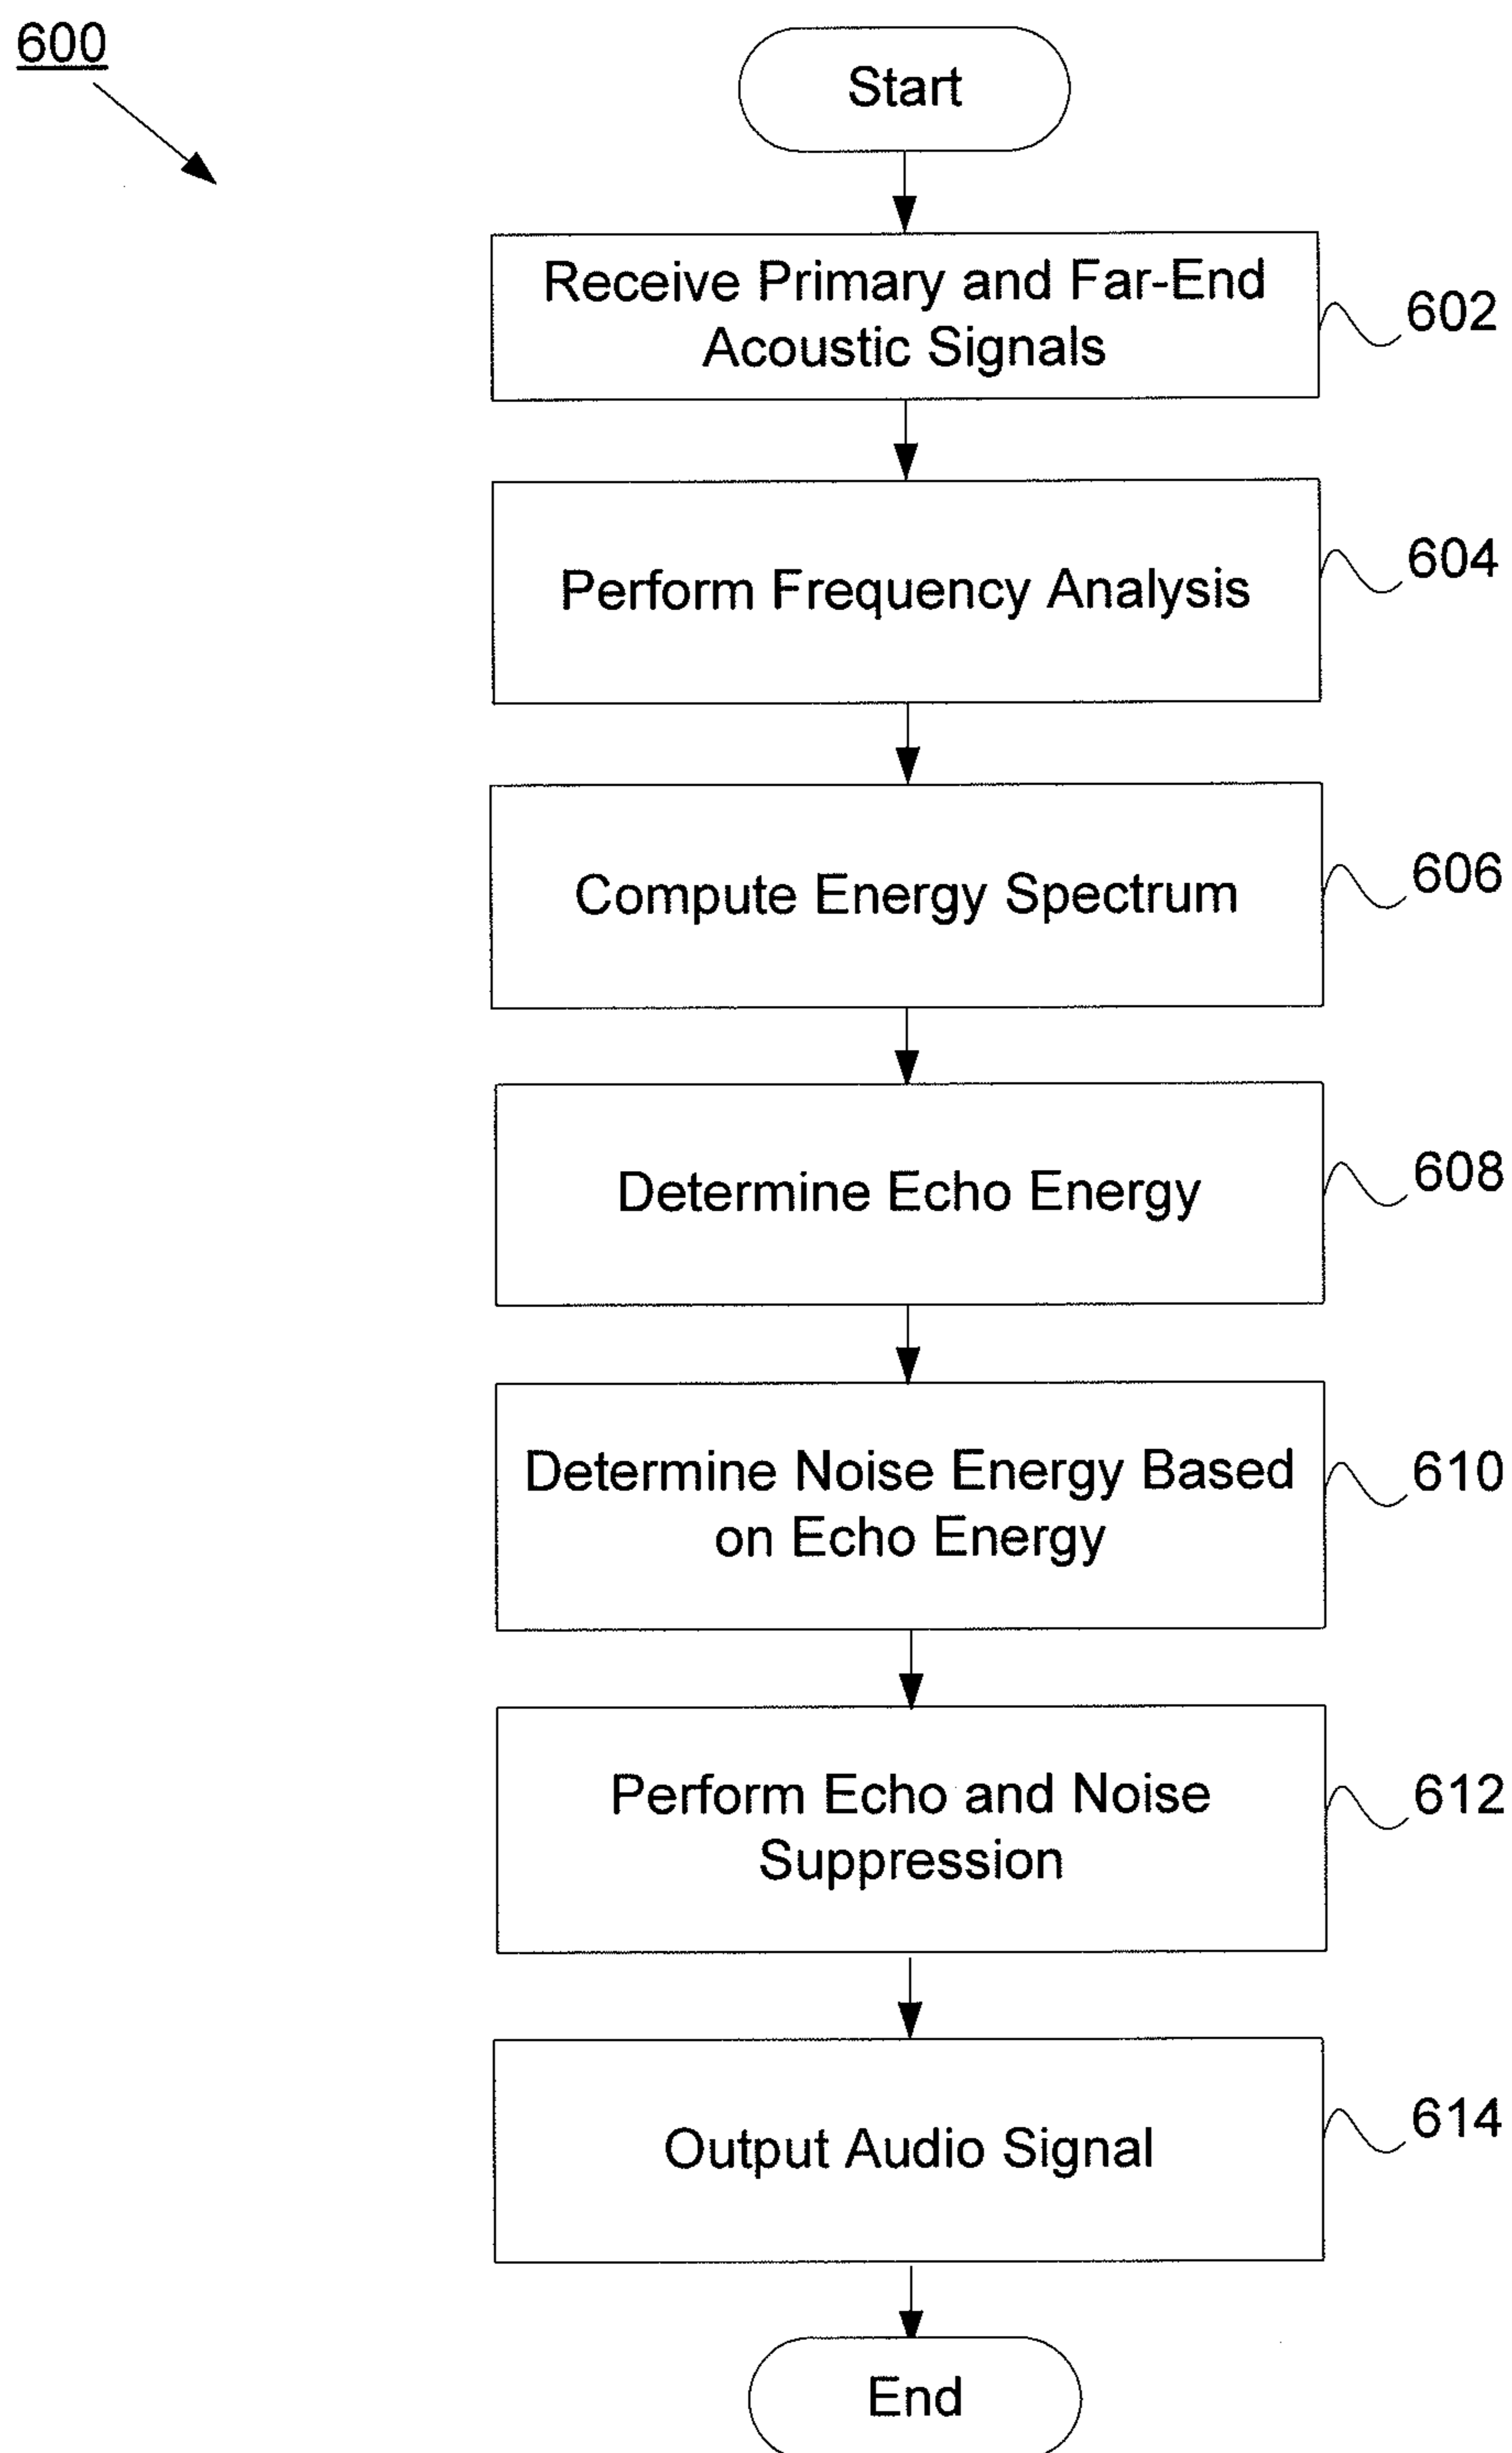 600
Start
Receive Primary and Far-End
Acoustic Signals
602
Perform Frequency Analysis
604
Compute Energy Spectrum
606
Determine Echo Energy
608
Determine Noise Energy Based
on Echo Energy
610
Perform Echo and Noise
Suppression
612
Output Audio Signal
614
End